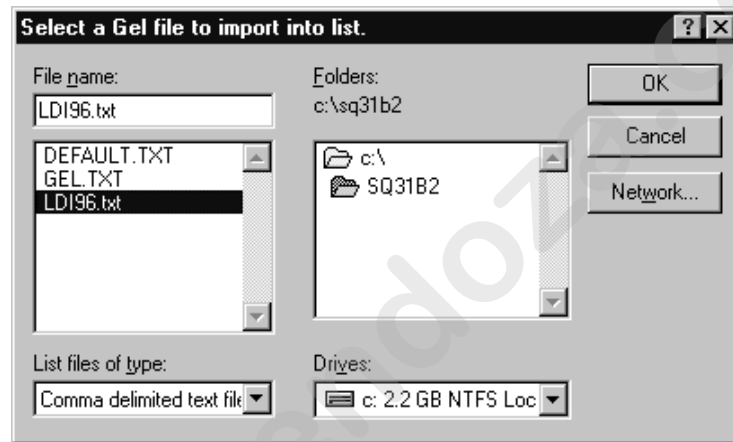 Select a Gel file to import into list.
File name:
LDI96.txt
DEFAULT.TXT
GEL.TXT
LDI96.txt
List files of type:
Comma delimited text file
Folders:
c:\sq31b2
c:\
SQ31B2
Drives:
c: 2.2 GB NTFS Loc
OK
Cancel
Network...